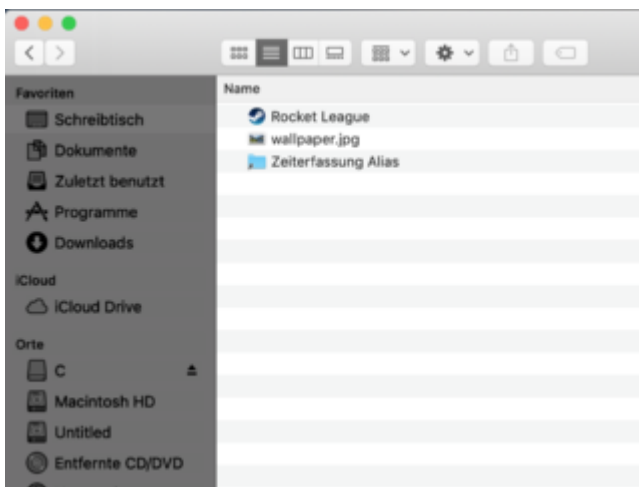 Favoriten
Schreibtisch
Dokumente
Zuletzt benutzt
Programme
Downloads
iCloud
iCloud Drive
Orte
C
Macintosh HD
Untitled
Entfernte CD/DVD
Name
Rocket League
wallpaper.jpg
Zeiterfassung Alias